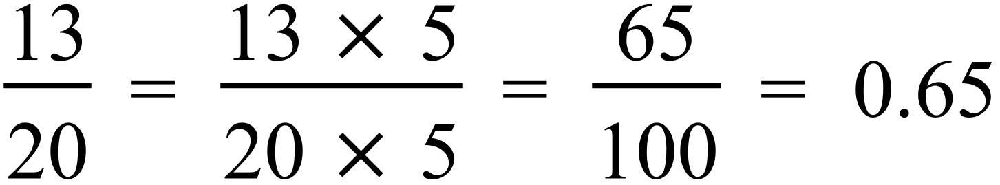 13/20 = (13 × 5)/(20 × 5) = 65/100 = 0.65